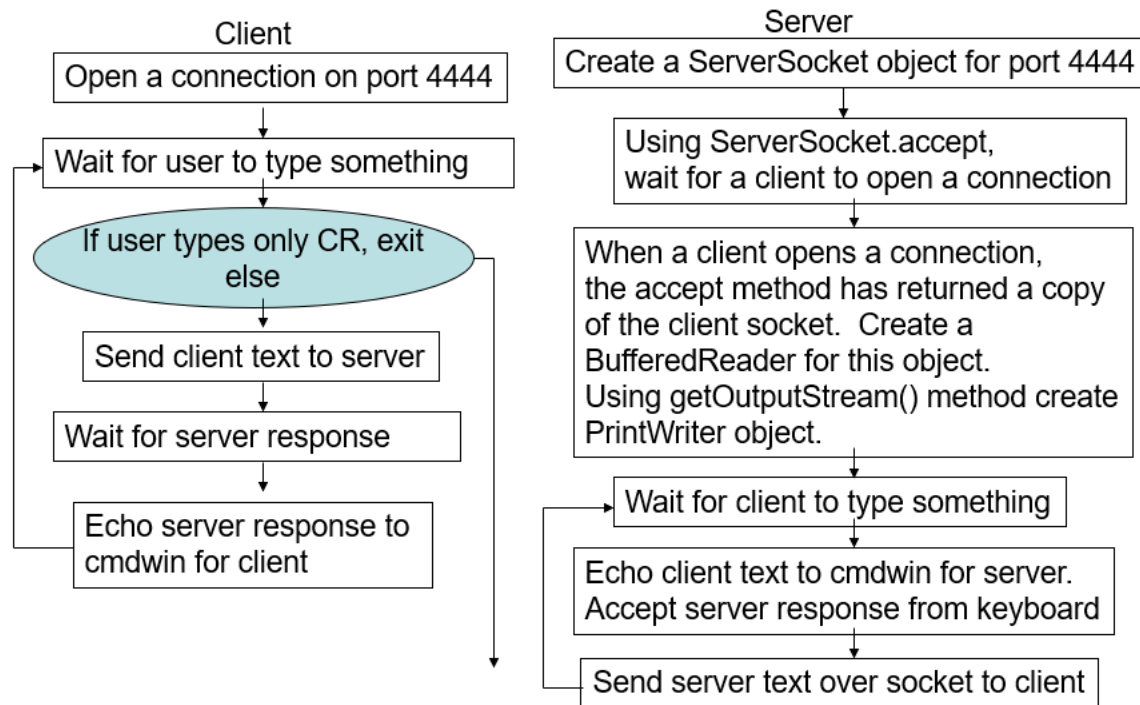 Client
Open a connection on port 4444
Wait for user to type something
If user types only CR, exit
else
Send client text to server
Wait for server response
Echo server response to
cmdwin for client
Server
Create a ServerSocket object for port 4444
Using ServerSocket.accept,
wait for a client to open a connection
When a client opens a connection,
the accept method has returned a copy
of the client socket.  Create a
BufferedReader for this object.
Using getOutputStream() method create
PrintWriter object.
Wait for client to type something
Echo client text to cmdwin for server.
Accept server response from keyboard
Send server text over socket to client